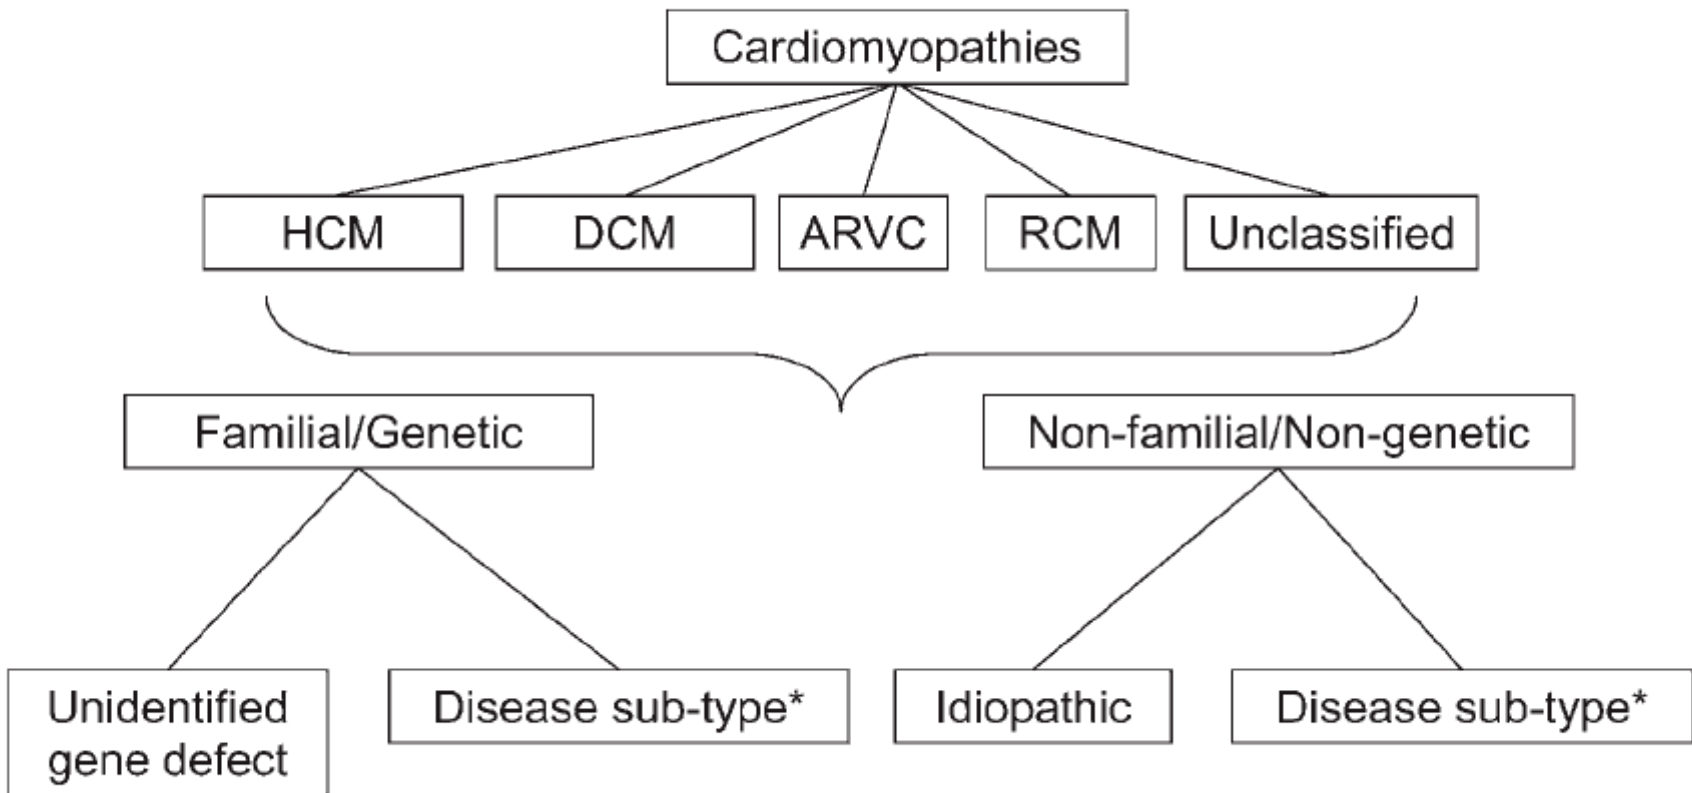 Cardiomyopathies
HCM
DCM
ARVC
RCM
Unclassified
Familial/Genetic
Non-familial/Non-genetic
Unidentified
gene defect
Disease sub-type*
Idiopathic
Disease sub-type*